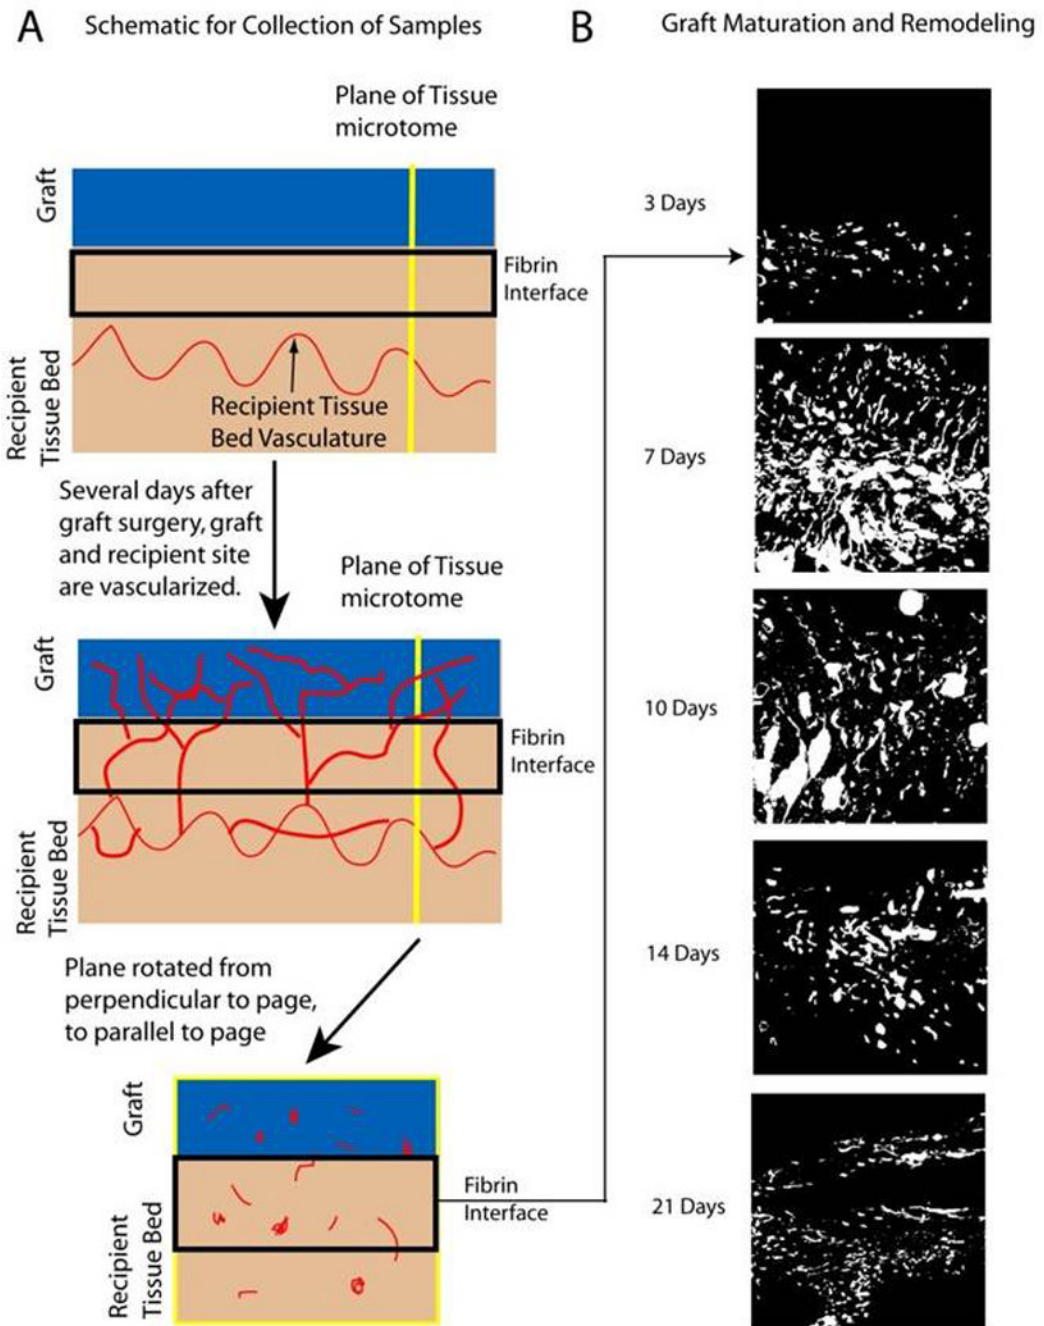 A
Schematic for Collection of Samples
Plane of Tissue
microtome
Graft
Fibrin
Interface
Recipient
Tissue Bed
Recipient Tissue
Bed Vasculature
Several days after
graft surgery, graft
and recipient site
are vascularized.
Plane of Tissue
microtome
Graft
Fibrin
Interface
Recipient
Tissue Bed
Plane rotated from
perpendicular to page,
to parallel to page
Graft
Fibrin
Interface
Recipient
Tissue Bed
B
Graft Maturation and Remodeling
3 Days
7 Days
10 Days
14 Days
21 Days